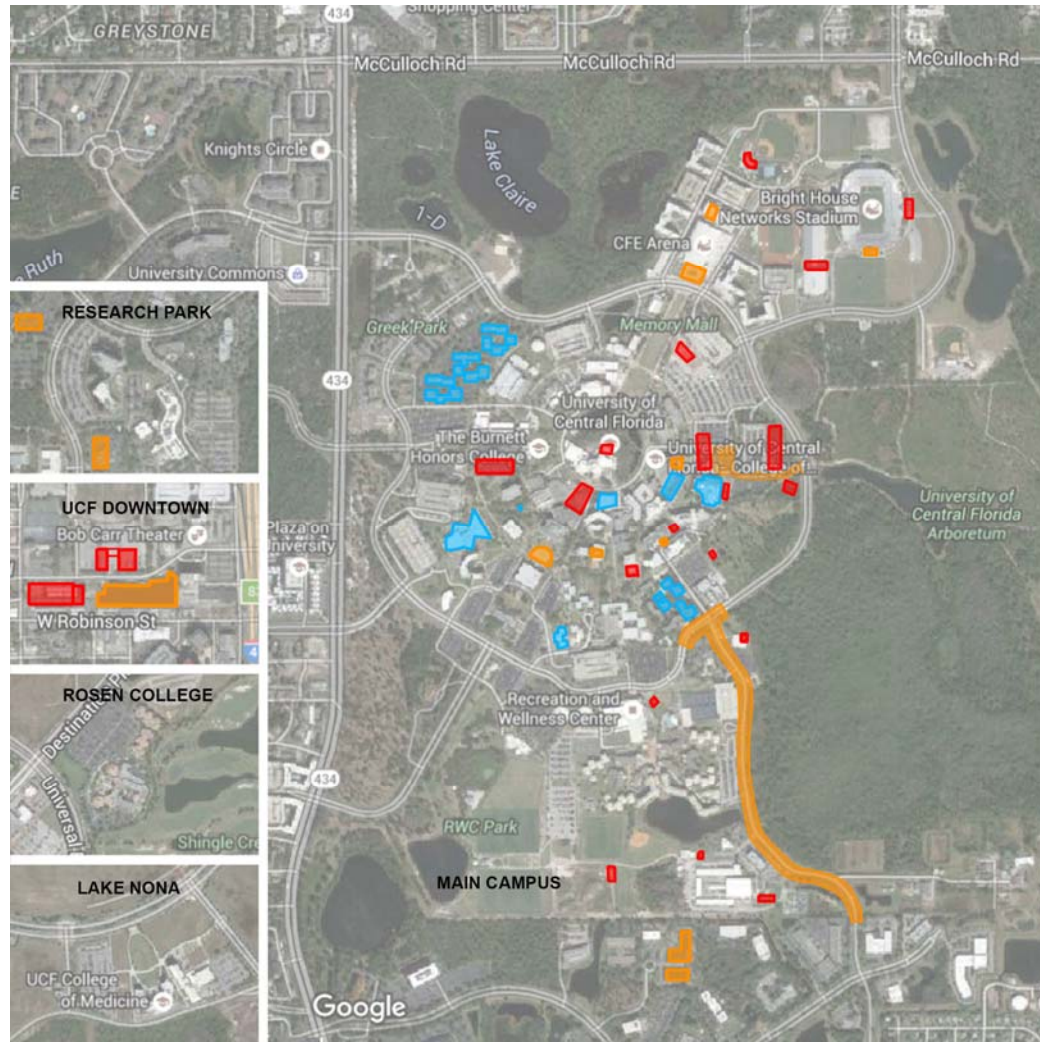 434
Shopping Center
GREYSTONE
McCulloch Rd
McCulloch Rd
McCulloch Rd
Knights Circle
Lake Claire
1-D
Bright House
Networks Stadium
CFE Arena
Ruth
University Commons
RESEARCH PARK
Greek Park
Memory Mall
434
University of
Central Florida
The Burnett
Honors College
University of Central
Florida - College of...
UCF DOWNTOWN
Bob Carr Theater
W Robinson St
Plaza on
University
University of
Central Florida
Arboretum
ROSEN COLLEGE
Universal
Shingle Cre
Recreation and
Wellness Center
434
RWC Park
LAKE NONA
MAIN CAMPUS
UCF College
of Medicine
Google